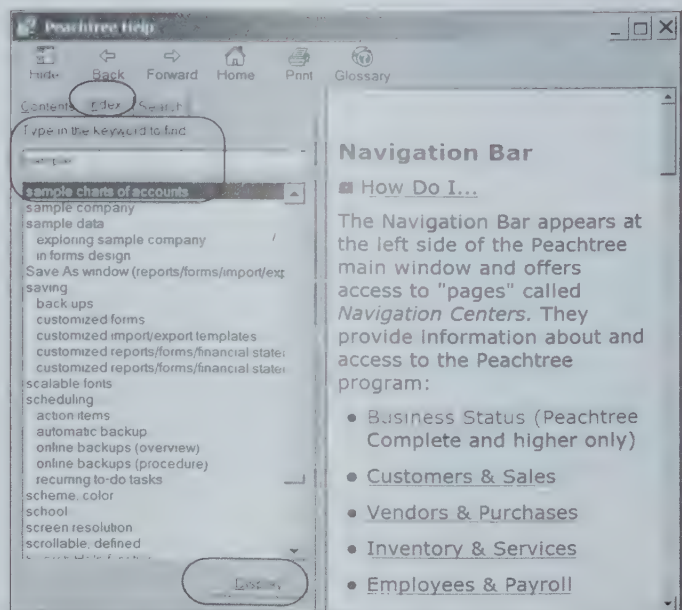 Peachtree Help
Hide Back Forward Home Print Glossary
Contents Index Search
Type in the keyword to find
sample charts of accounts
sample company
sample data
exploring sample company
in forms design
Save As window (reports/forms/import/exp
saving
back ups
customized forms
customized import/export templates
customized reports/forms/financial state
customized reports/forms/financial state
scalable fonts
scheduling
action items
automatic backup
online backups (overview)
online backups (procedure)
recurring to-do tasks
scheme, color
school
screen resolution
scrollable, defined
Display
Navigation Bar
How Do I...
The Navigation Bar appears at
the left side of the Peachtree
main window and offers
access to "pages" called
Navigation Centers. They
provide information about and
access to the Peachtree
program:
• Business Status (Peachtree
Complete and higher only)
• Customers & Sales
• Vendors & Purchases
• Inventory & Services
• Employees & Payroll